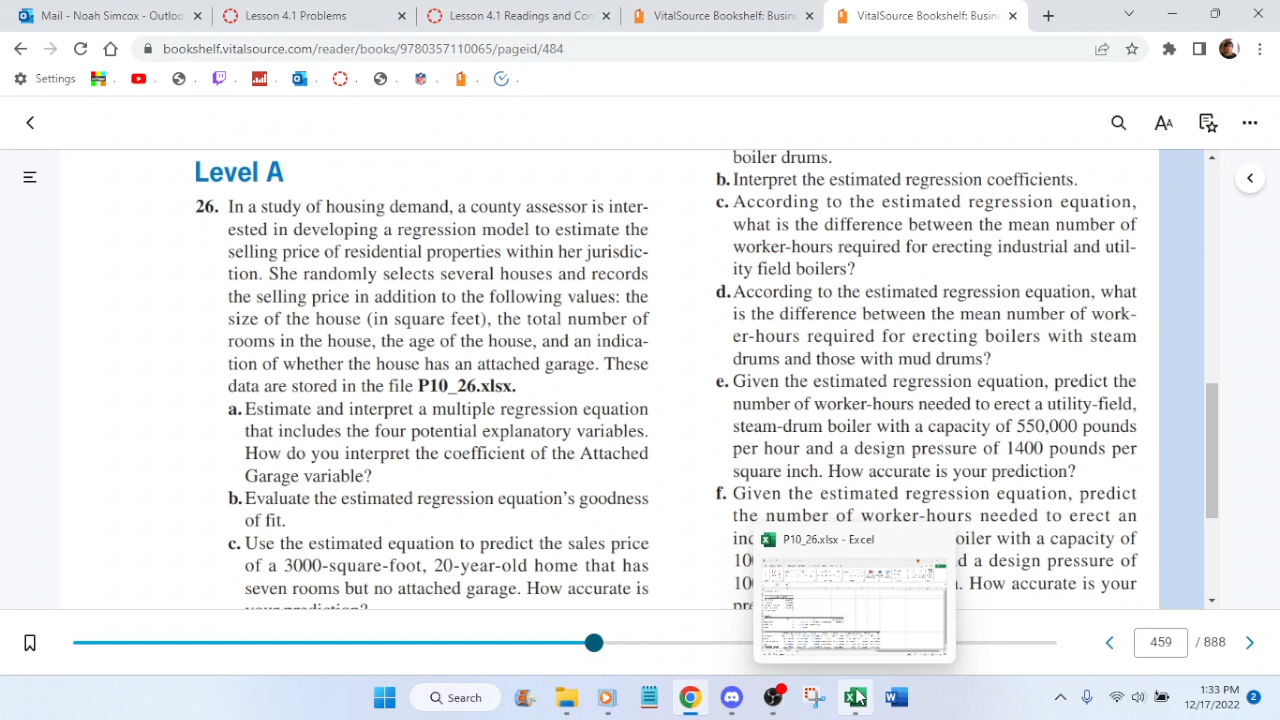 Mail - Noah Simcox - Outloo
Lesson 4.1 Problems
Lesson 4.1 Readings and Con
VitalSource Bookshelf: Busine
VitalSource Bookshelf: Busin
bookshelf.vitalsource.com/reader/books/9780357110065/pageid/484
Settings
Level A
26. In a study of housing demand, a county assessor is inter-
ested in developing a regression model to estimate the
selling price of residential properties within her jurisdic-
tion. She randomly selects several houses and records
the selling price in addition to the following values: the
size of the house (in square feet), the total number of
rooms in the house, the age of the house, and an indica-
tion of whether the house has an attached garage. These
data are stored in the file P10_26.xlsx.
a. Estimate and interpret a multiple regression equation
that includes the four potential explanatory variables.
How do you interpret the coefficient of the Attached
Garage variable?
b. Evaluate the estimated regression equation's goodness
of fit.
c. Use the estimated equation to predict the sales price
of a 3000-square-foot, 20-year-old home that has
seven rooms but no attached garage. How accurate is
your prediction?
boiler drums.
b. Interpret the estimated regression coefficients.
c. According to the estimated regression equation,
what is the difference between the mean number of
worker-hours required for erecting industrial and util-
ity field boilers?
d. According to the estimated regression equation, what
is the difference between the mean number of work-
er-hours required for erecting boilers with steam
drums and those with mud drums?
e. Given the estimated regression equation, predict the
number of worker-hours needed to erect a utility-field,
steam-drum boiler with a capacity of 550,000 pounds
per hour and a design pressure of 1400 pounds per
square inch. How accurate is your prediction?
f. Given the estimated regression equation, predict
the number of worker-hours needed to erect an
oiler with a capacity of
d a design pressure of
. How accurate is your
P10_26.xlsx - Excel
459 / 888
Search
1:33 PM
12/17/2022
2